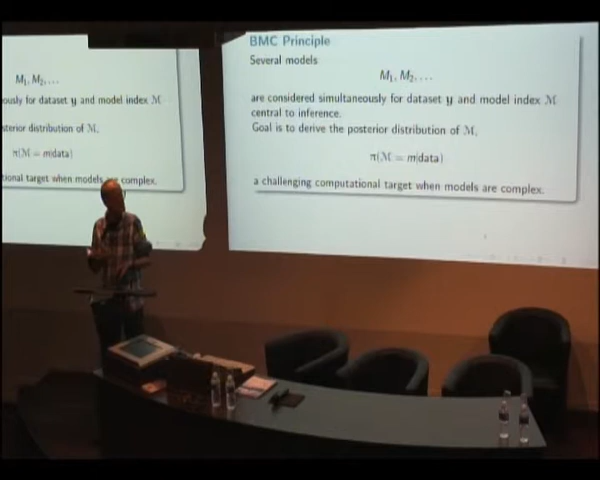 M₁, M₂, . . .
ously for dataset y and model index ℳ
sterior distribution of ℳ,
π(ℳ = m|data)
tional target when models are complex.
BMC Principle
Several models
M₁, M₂, . . .
are considered simultaneously for dataset y and model index ℳ
central to inference.
Goal is to derive the posterior distribution of ℳ,
π(ℳ = m|data)
a challenging computational target when models are complex.